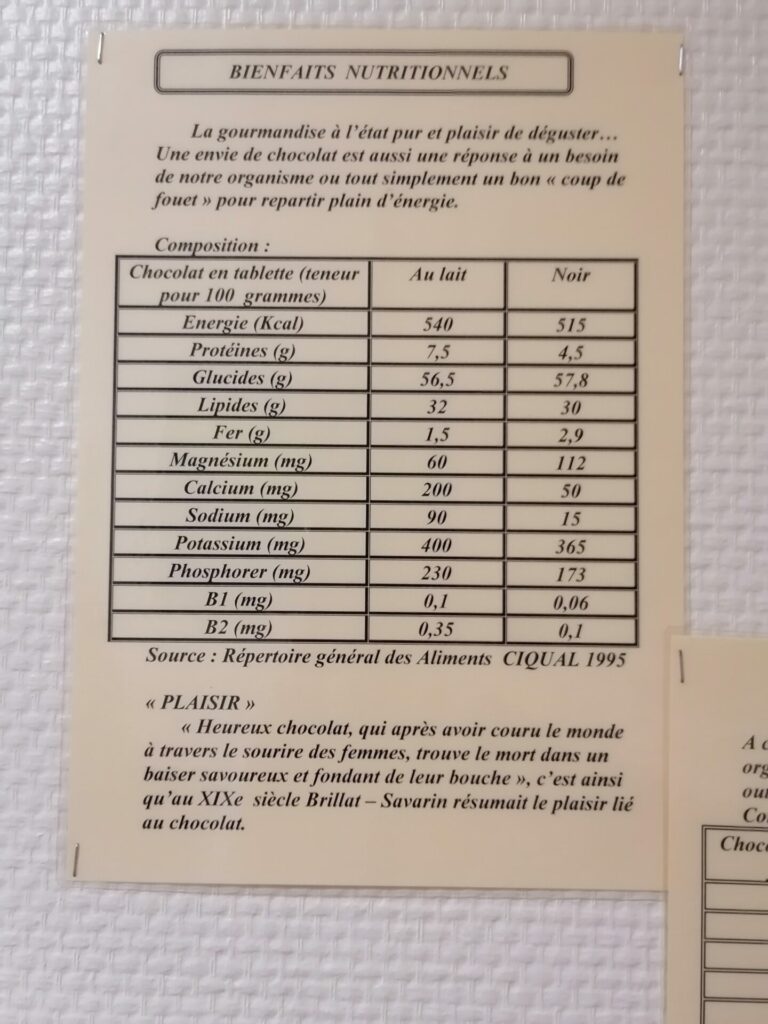 BIENFAITS NUTRITIONNELS
La gourmandise à l'état pur et plaisir de déguster…
Une envie de chocolat est aussi une réponse à un besoin
de notre organisme ou tout simplement un bon « coup de
fouet » pour repartir plain d'énergie.
Composition :
Chocolat en tablette (teneur pour 100 grammes) Au lait Noir
Energie (Kcal) 540 515
Protéines (g) 7,5 4,5
Glucides (g) 56,5 57,8
Lipides (g) 32 30
Fer (g) 1,5 2,9
Magnésium (mg) 60 112
Calcium (mg) 200 50
Sodium (mg) 90 15
Potassium (mg) 400 365
Phosphorer (mg) 230 173
B1 (mg) 0,1 0,06
B2 (mg) 0,35 0,1
Source : Répertoire général des Aliments CIQUAL 1995
« PLAISIR »
« Heureux chocolat, qui après avoir couru le monde
à travers le sourire des femmes, trouve le mort dans un
baiser savoureux et fondant de leur bouche », c'est ainsi
qu'au XIXe siècle Brillat – Savarin résumait le plaisir lié
au chocolat.
A